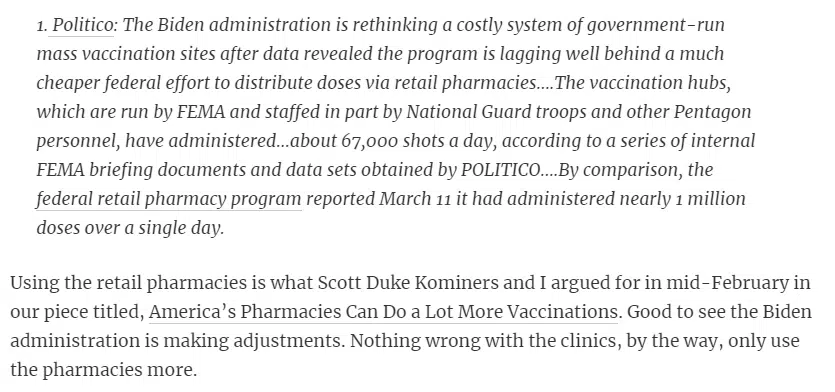 1. Politico: The Biden administration is rethinking a costly system of government-run
mass vaccination sites after data revealed the program is lagging well behind a much
cheaper federal effort to distribute doses via retail pharmacies....The vaccination hubs,
which are run by FEMA and staffed in part by National Guard troops and other Pentagon
personnel, have administered...about 67,000 shots a day, according to a series of internal
FEMA briefing documents and data sets obtained by POLITICO....By comparison, the
federal retail pharmacy program reported March 11 it had administered nearly 1 million
doses over a single day.
Using the retail pharmacies is what Scott Duke Kominers and I argued for in mid-February in
our piece titled, America’s Pharmacies Can Do a Lot More Vaccinations. Good to see the Biden
administration is making adjustments. Nothing wrong with the clinics, by the way, only use
the pharmacies more.